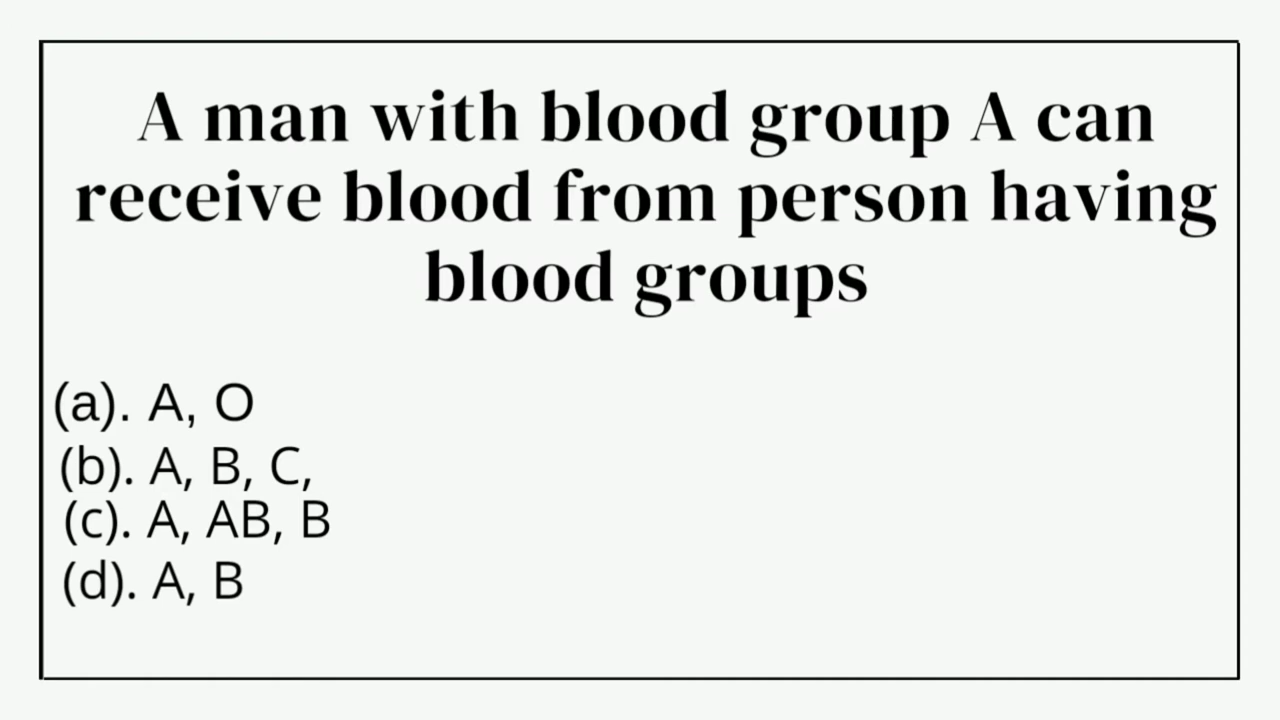 A man with blood group A can
receive blood from person having
blood groups
(a). A, O
(b). A, B, C,
(c). A, AB, B
(d). A, B